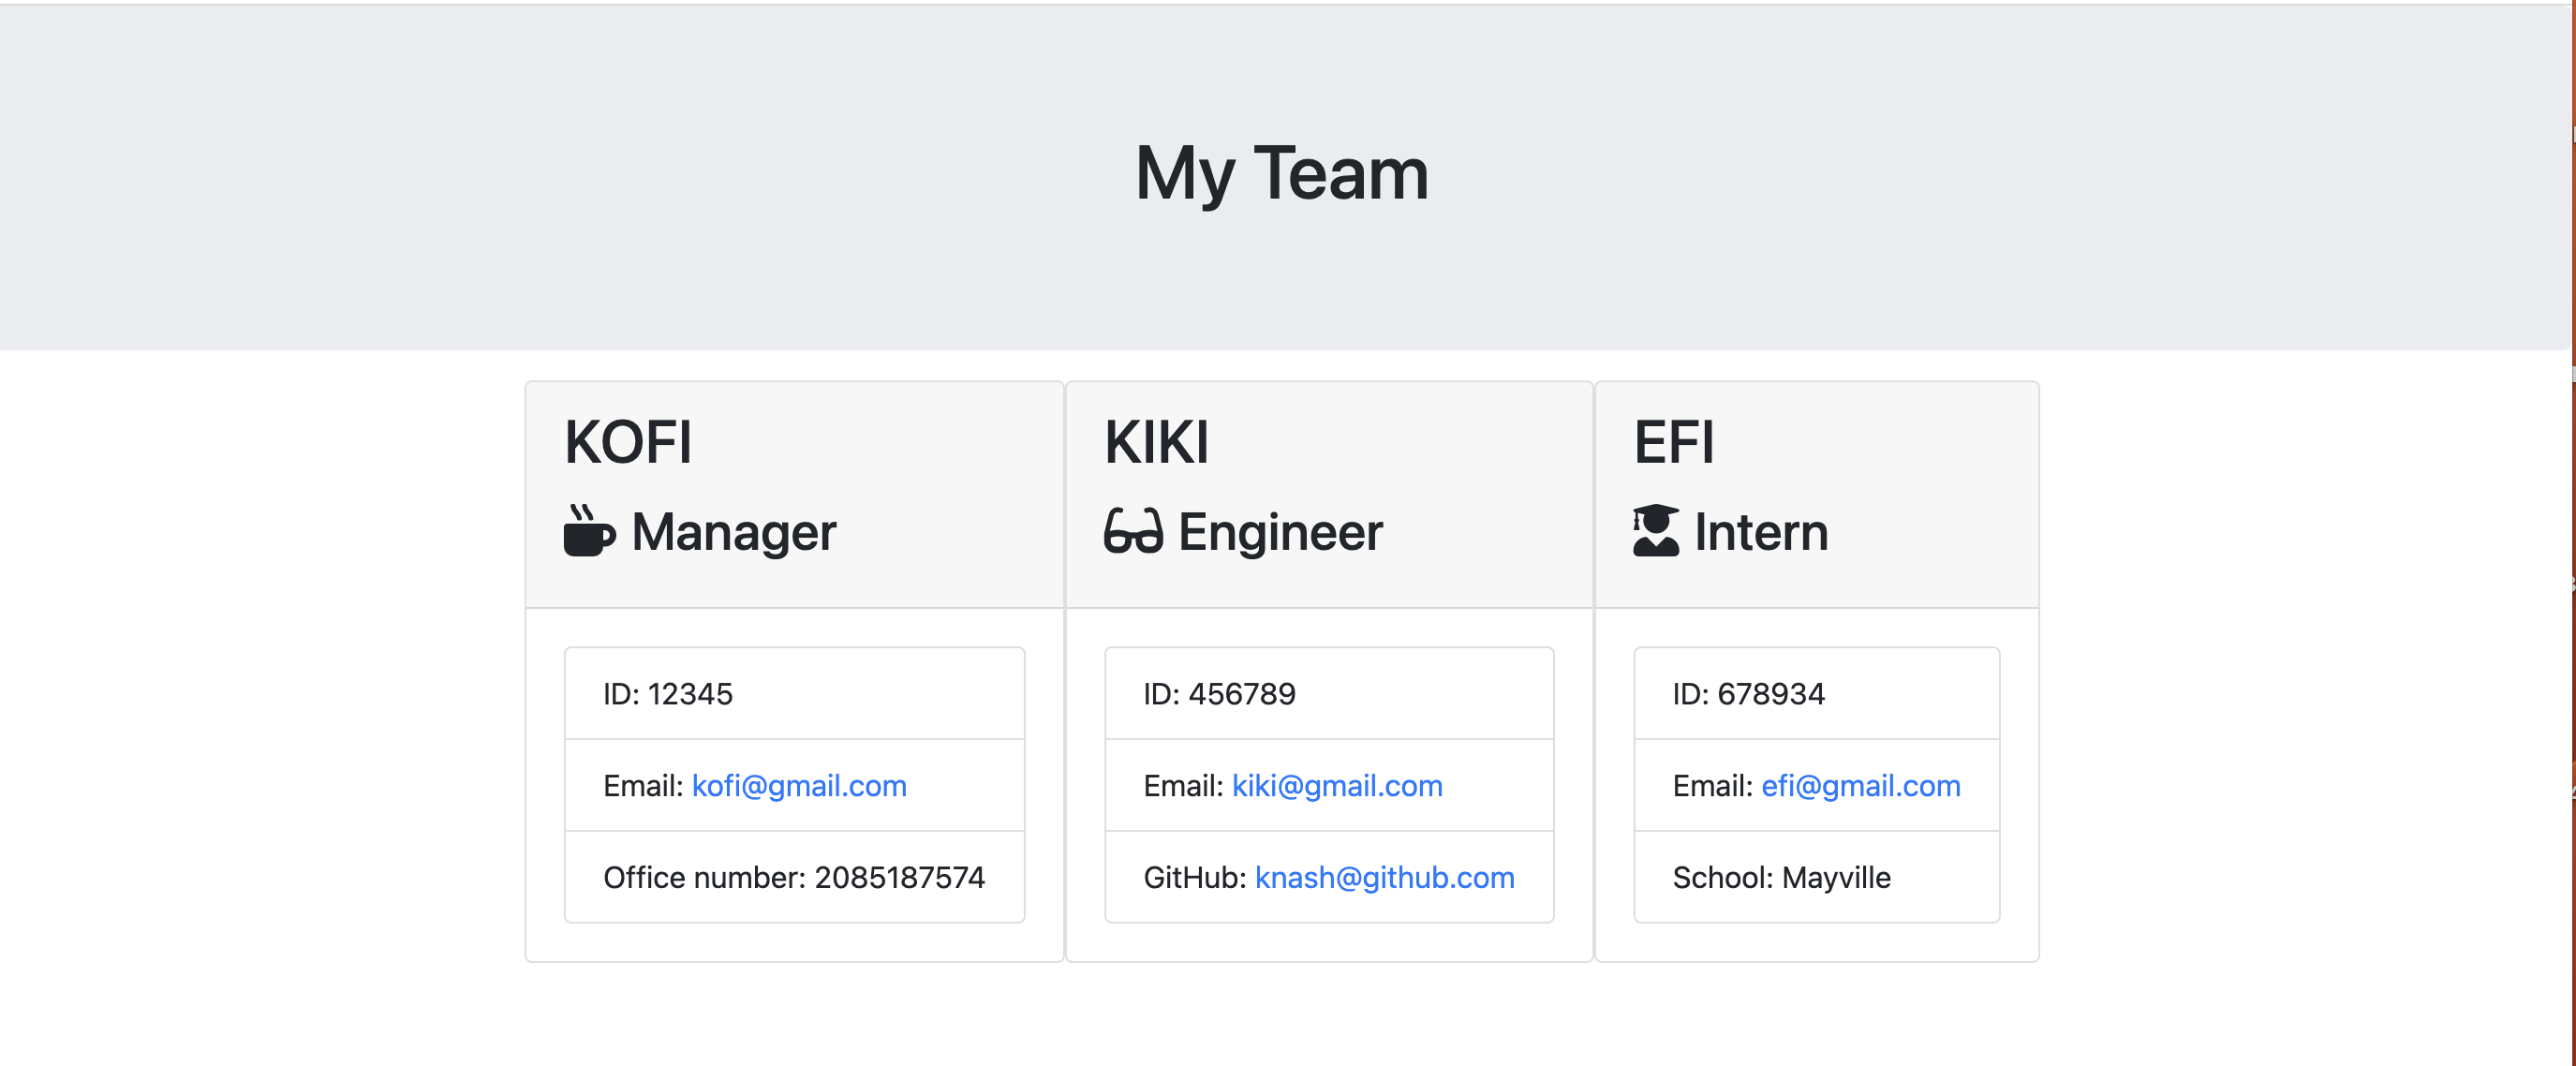 My Team
KOFI
Manager
ID: 12345
Email: kofi@gmail.com
Office number: 2085187574
KIKI
Engineer
ID: 456789
Email: kiki@gmail.com
GitHub: knash@github.com
EFI
Intern
ID: 678934
Email: efi@gmail.com
School: Mayville